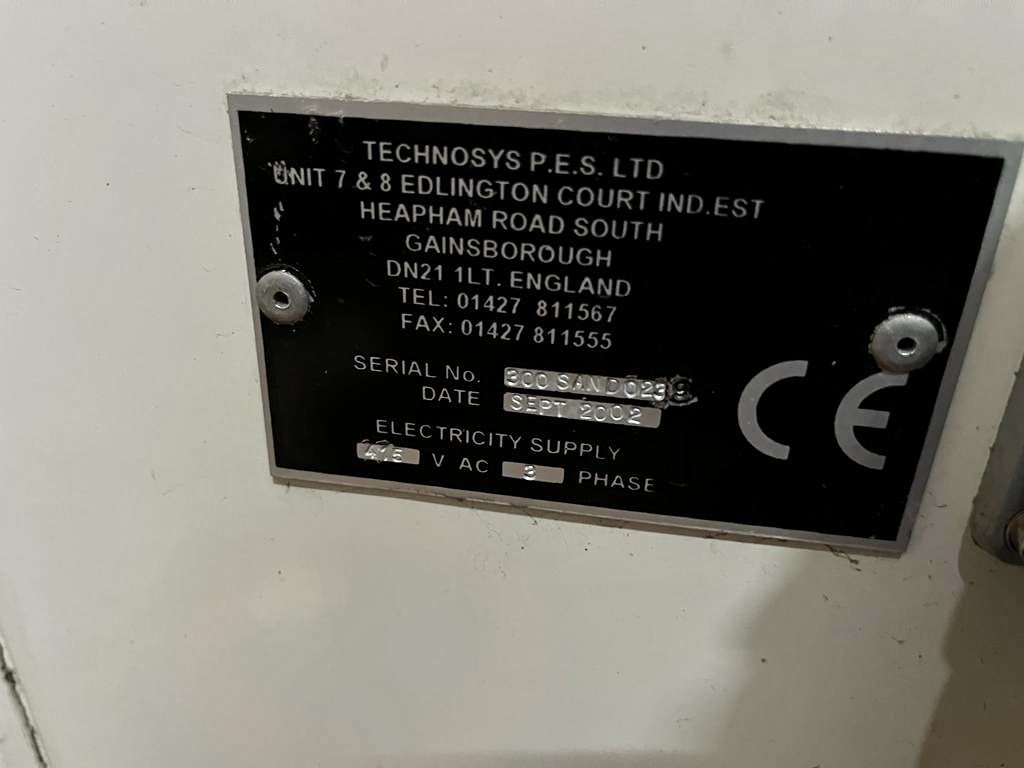 TECHNOSYS P.E.S. LTD
UNIT 7 & 8 EDLINGTON COURT IND.EST
HEAPHAM ROAD SOUTH
GAINSBOROUGH
DN21 1LT. ENGLAND
TEL: 01427 811567
FAX: 01427 811555
SERIAL No.
DATE SEPT 2002
ELECTRICITY SUPPLY
V AC 3 PHASE
CE